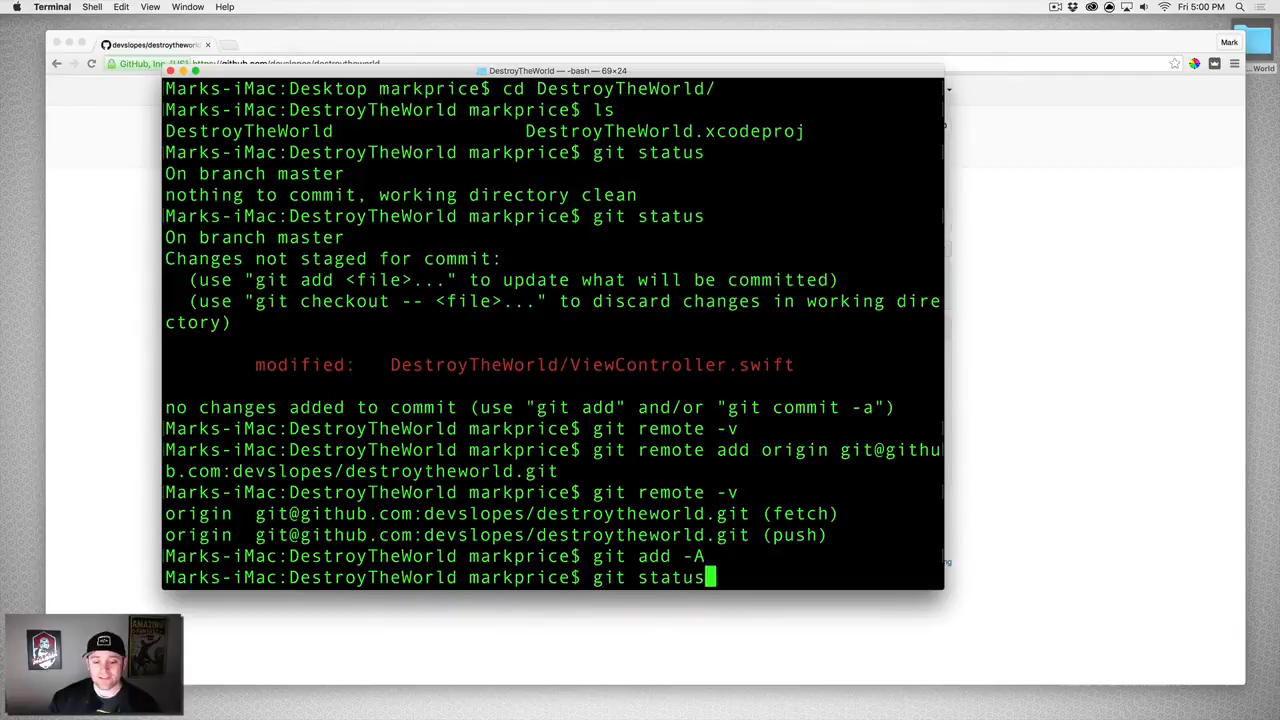 Terminal Shell Edit View Window Help
Fri 5:00 PM
devslopes/destroytheworld
Mark
GitHub, Inc. [US] https://github.com/devslopes/destroytheworld
...World
DestroyTheWorld — -bash — 69×24
Marks-iMac:Desktop markprice$ cd DestroyTheWorld/
Marks-iMac:DestroyTheWorld markprice$ ls
DestroyTheWorld DestroyTheWorld.xcodeproj
Marks-iMac:DestroyTheWorld markprice$ git status
On branch master
nothing to commit, working directory clean
Marks-iMac:DestroyTheWorld markprice$ git status
On branch master
Changes not staged for commit:
(use "git add <file>..." to update what will be committed)
(use "git checkout -- <file>..." to discard changes in working dire
ctory)
modified: DestroyTheWorld/ViewController.swift
no changes added to commit (use "git add" and/or "git commit -a")
Marks-iMac:DestroyTheWorld markprice$ git remote -v
Marks-iMac:DestroyTheWorld markprice$ git remote add origin git@githu
b.com:devslopes/destroytheworld.git
Marks-iMac:DestroyTheWorld markprice$ git remote -v
origin git@github.com:devslopes/destroytheworld.git (fetch)
origin git@github.com:devslopes/destroytheworld.git (push)
Marks-iMac:DestroyTheWorld markprice$ git add -A
Marks-iMac:DestroyTheWorld markprice$ git status
AMAZING